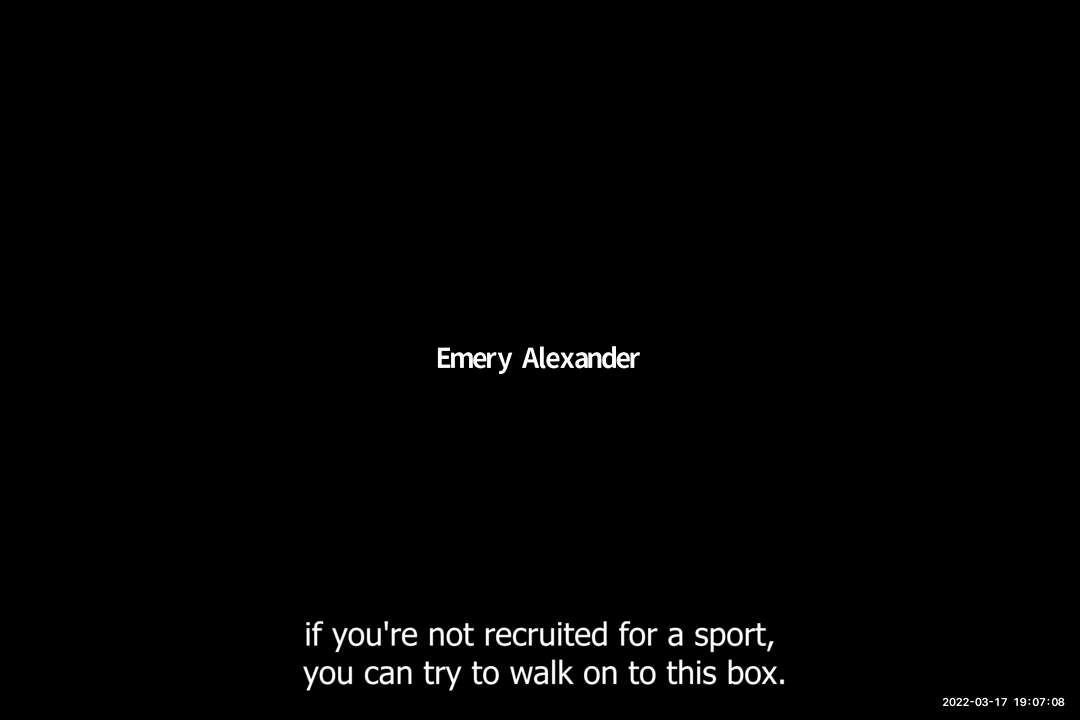 Emery Alexander
if you're not recruited for a sport,
you can try to walk on to this box.
2022-03-17 19:07:08